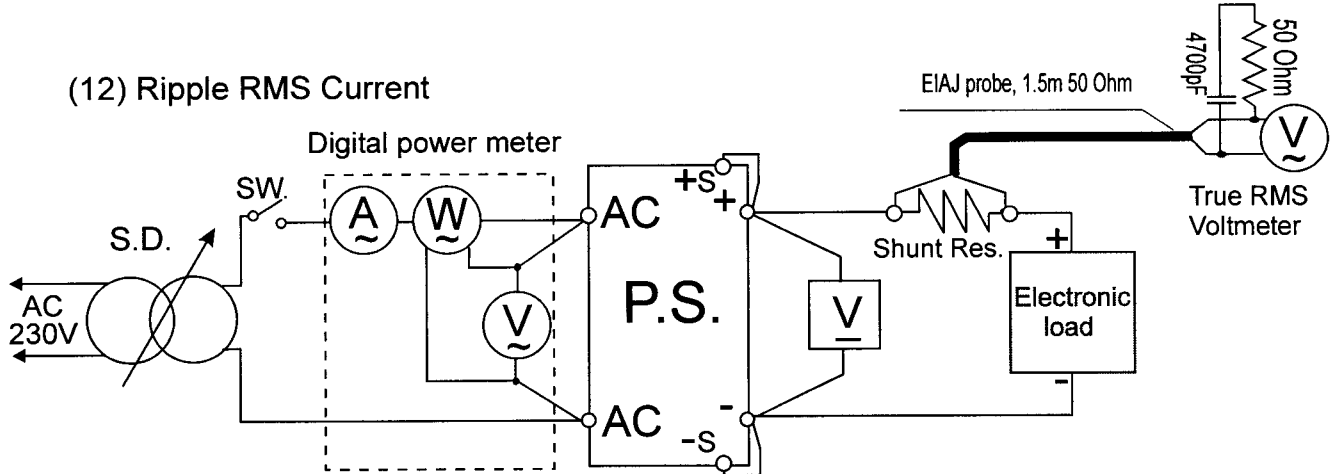 (12) Ripple RMS Current
EIAJ probe, 1.5m 50 Ohm
4700pF
50 Ohm
V
~
True RMS
Voltmeter
Digital power meter
SW.
A
~
W
~
S.D.
AC
230V
V
~
AC
AC
P.S.
+S
+
-
-S
Shunt Res.
V
+
Electronic
load
-